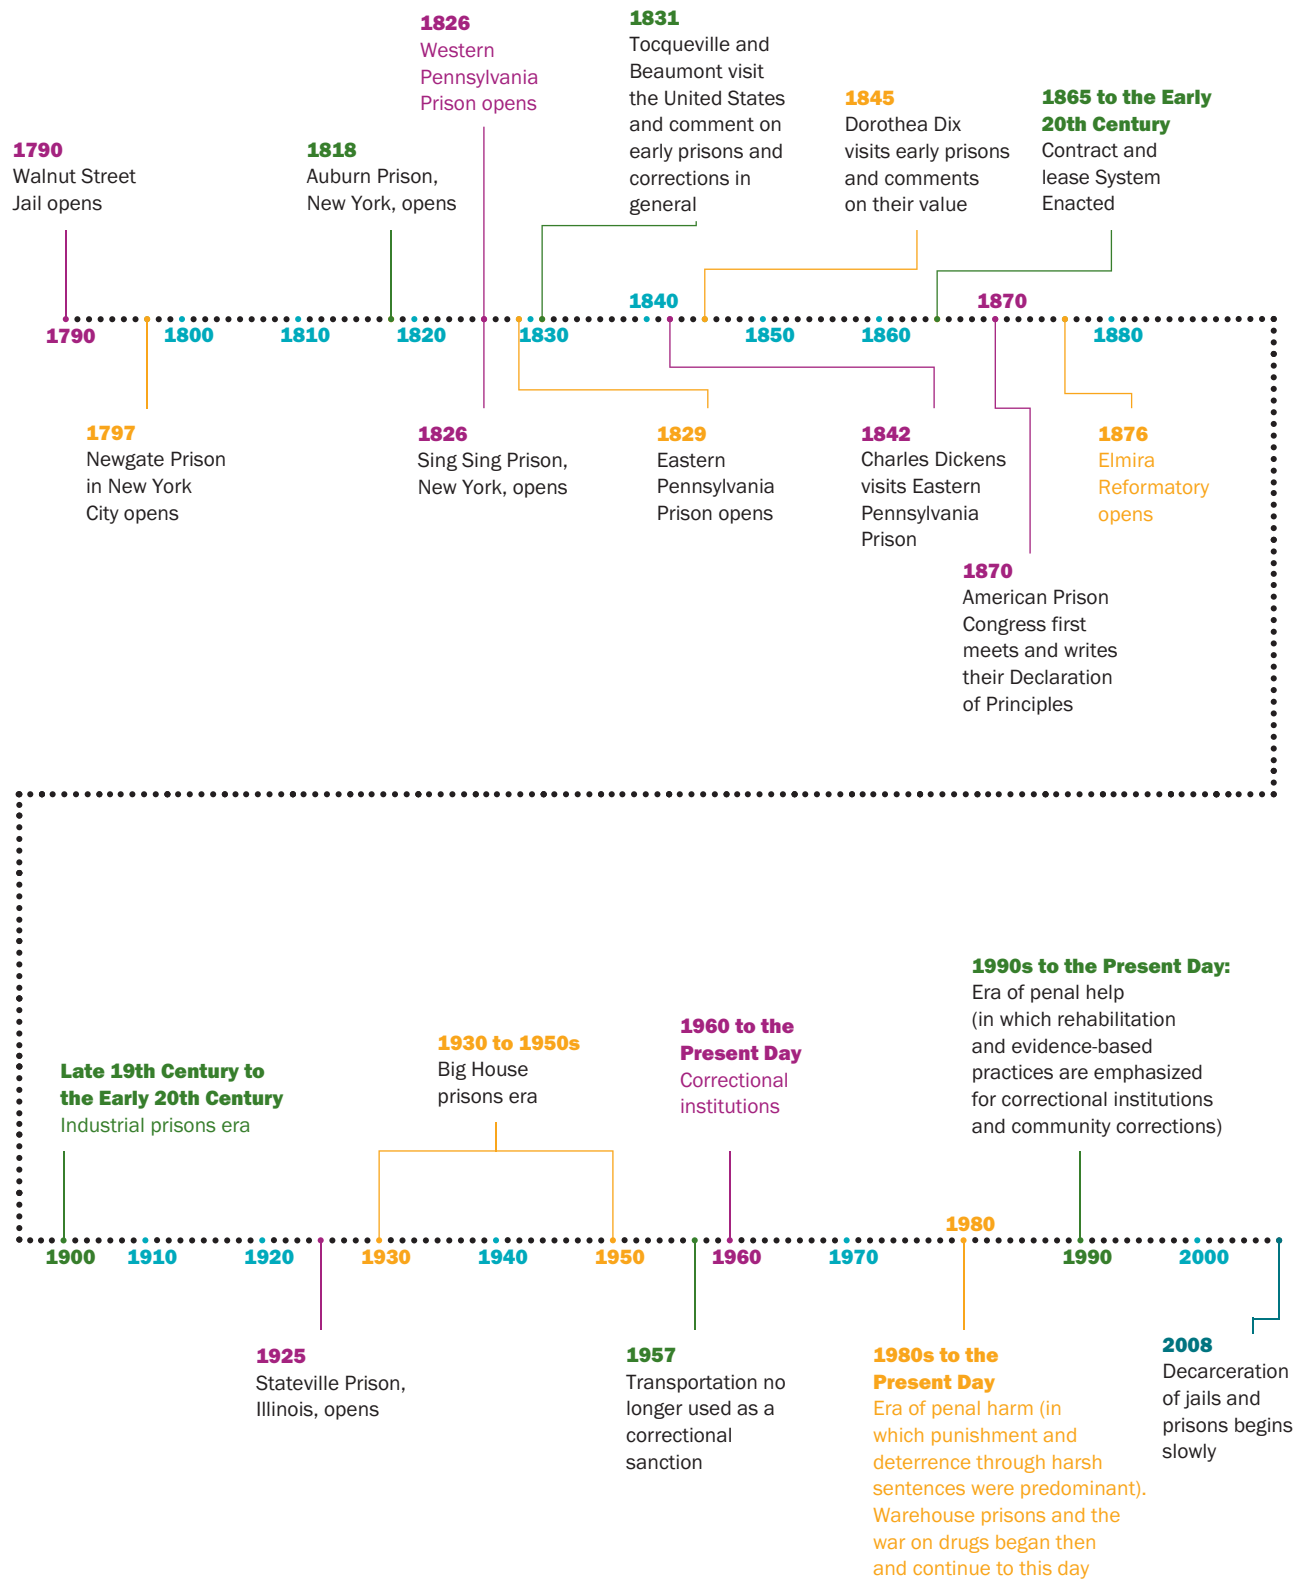 1790
Walnut Street
Jail opens
1818
Auburn Prison,
New York, opens
1826
Western
Pennsylvania
Prison opens
1831
Tocqueville and
Beaumont visit
the United States
and comment on
early prisons and
corrections in
general
1845
Dorothea Dix
visits early prisons
and comments
on their value
1865 to the Early
20th Century
Contract and
lease System
Enacted
1790 1800 1810 1820 1830 1840 1850 1860 1870 1880
1797
Newgate Prison
in New York
City opens
1826
Sing Sing Prison,
New York, opens
1829
Eastern
Pennsylvania
Prison opens
1842
Charles Dickens
visits Eastern
Pennsylvania
Prison
1870
American Prison
Congress first
meets and writes
their Declaration
of Principles
1876
Elmira
Reformatory
opens
Late 19th Century to
the Early 20th Century
Industrial prisons era
1930 to 1950s
Big House
prisons era
1960 to the
Present Day
Correctional
institutions
1990s to the Present Day:
Era of penal help
(in which rehabilitation
and evidence-based
practices are emphasized
for correctional institutions
and community corrections)
1900 1910 1920 1930 1940 1950 1960 1970 1980 1990 2000
1925
Stateville Prison,
Illinois, opens
1957
Transportation no
longer used as a
correctional
sanction
1980s to the
Present Day
Era of penal harm (in
which punishment and
deterrence through harsh
sentences were predominant).
Warehouse prisons and the
war on drugs began then
and continue to this day
2008
Decarceration
of jails and
prisons begins
slowly